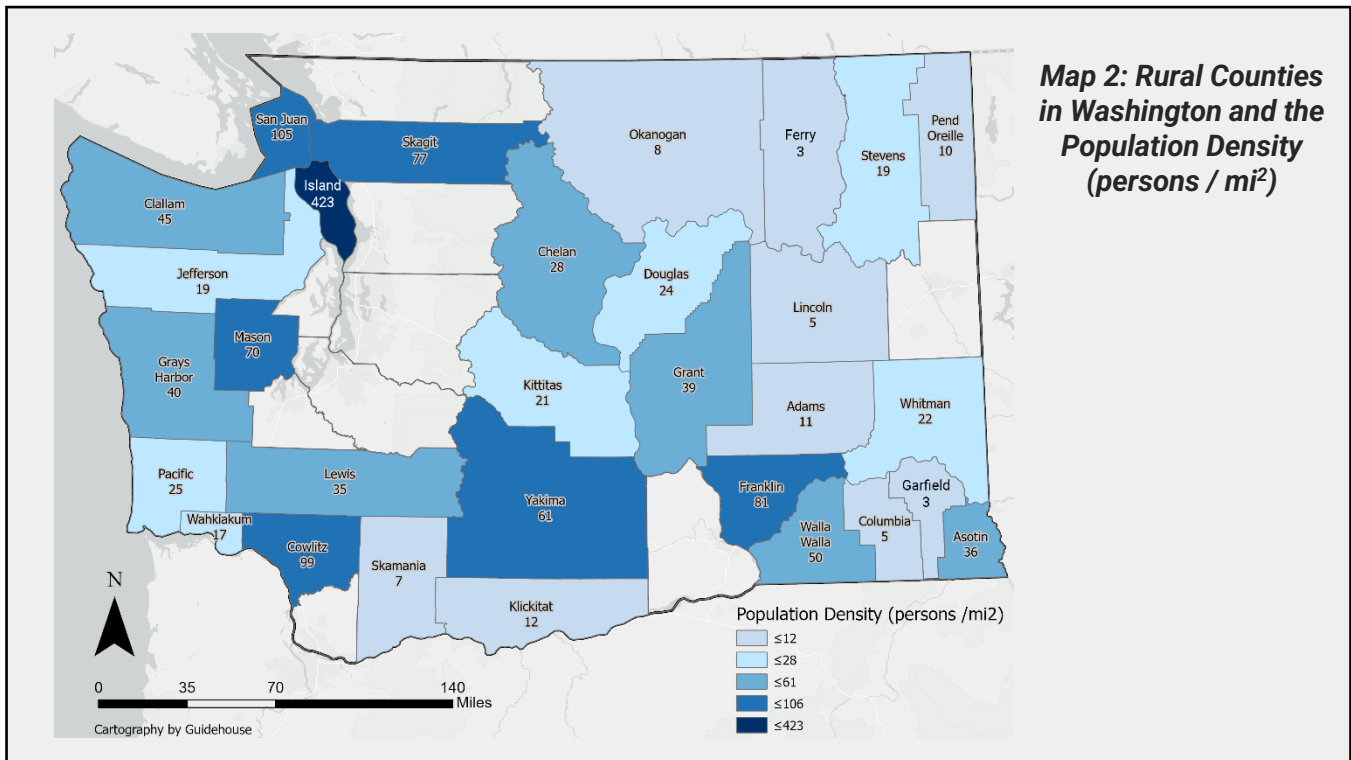 Map 2: Rural Counties
in Washington and the
Population Density
(persons / mi²)
San Juan
105
Skagit
77
Okanogan
8
Ferry
3
Stevens
19
Pend
Oreille
10
Island
423
Clallam
45
Chelan
28
Jefferson
19
Douglas
24
Lincoln
5
Mason
70
Grays
Harbor
40
Grant
39
Kittitas
21
Adams
11
Whitman
22
Pacific
25
Lewis
35
Yakima
61
Franklin
81
Garfield
3
Wahkiakum
17
Columbia
5
Walla
Walla
50
Asotin
36
Cowlitz
99
Skamania
7
Klickitat
12
N
0 35 70 140
Miles
Cartography by Guidehouse
Population Density (persons /mi2)
≤12
≤28
≤61
≤106
≤423